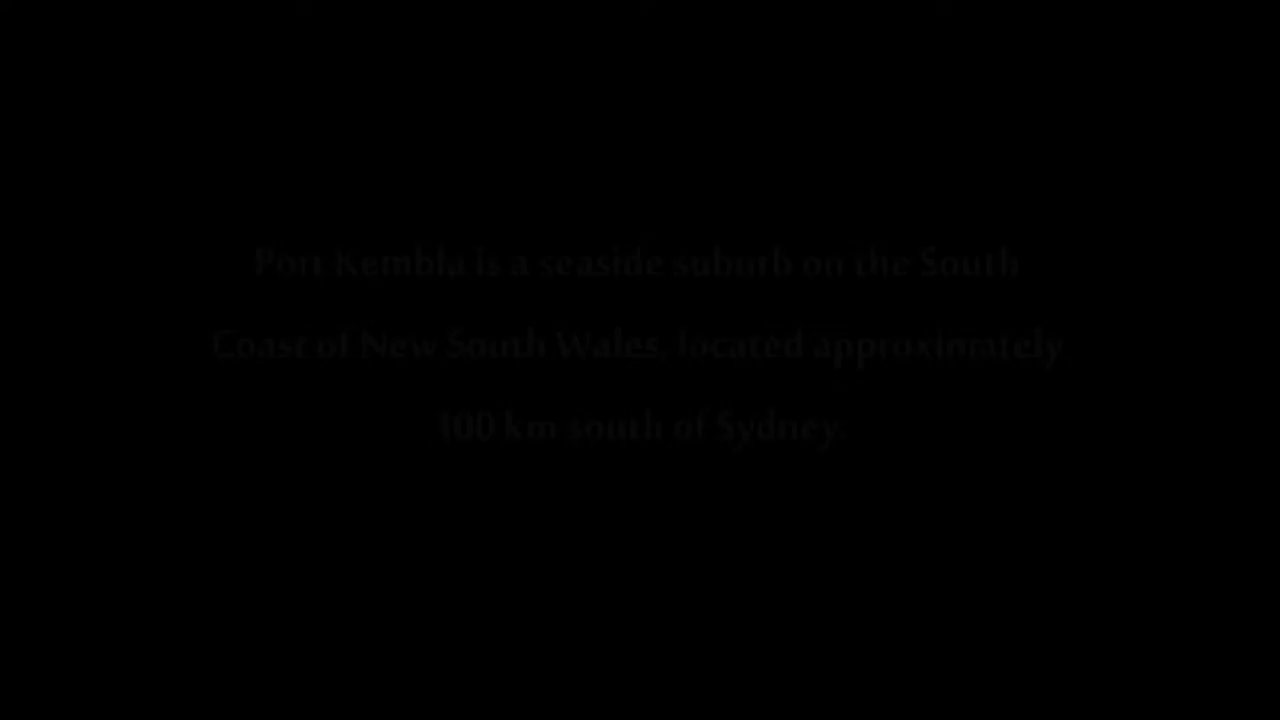 Port Kembla is a seaside suburb on the South
Coast of New South Wales, located approximately
100 km south of Sydney.